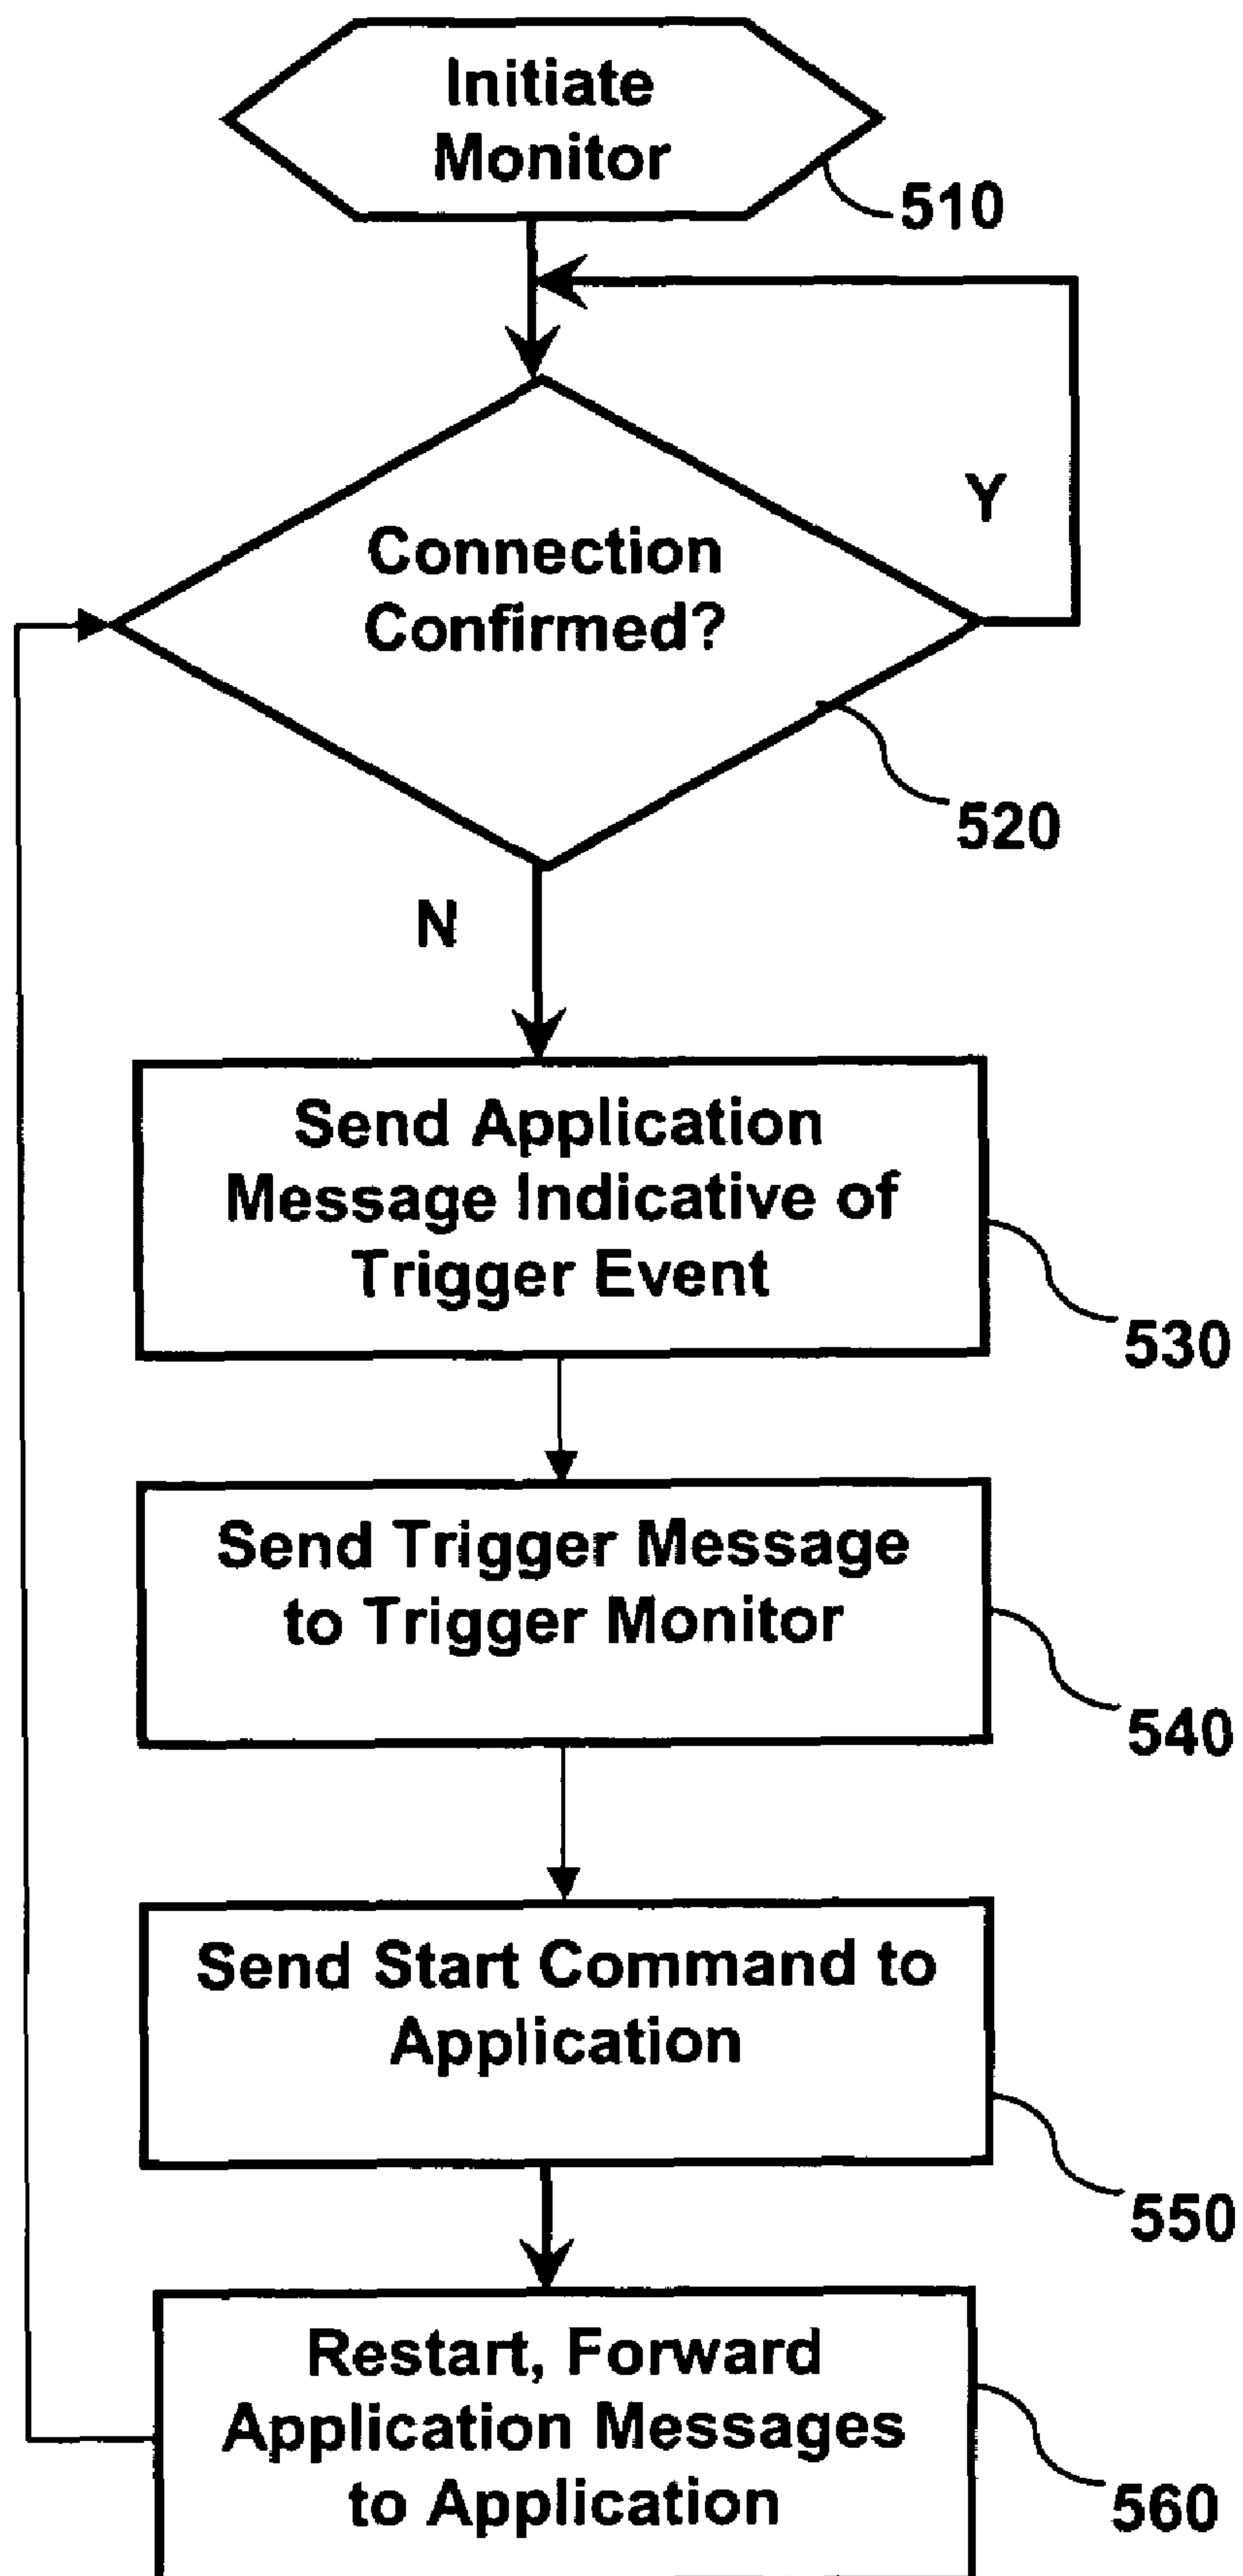 Initiate
Monitor
510
Y
Connection
Confirmed?
520
N
Send Application
Message Indicative of
Trigger Event
530
Send Trigger Message
to Trigger Monitor
540
Send Start Command to
Application
550
Restart, Forward
Application Messages
to Application
560